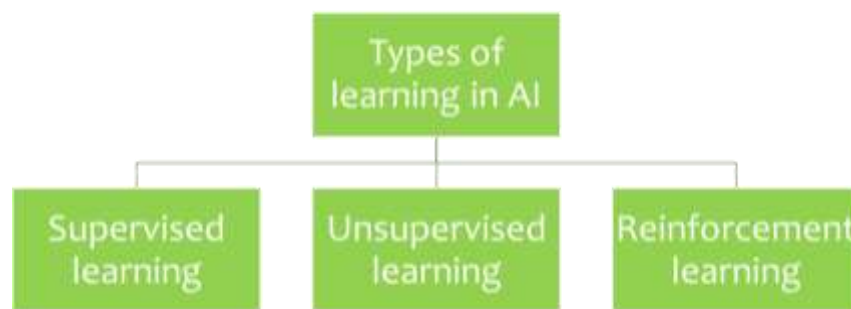 Types of
learning in AI
Supervised
learning
Unsupervised
learning
Reinforcement
learning